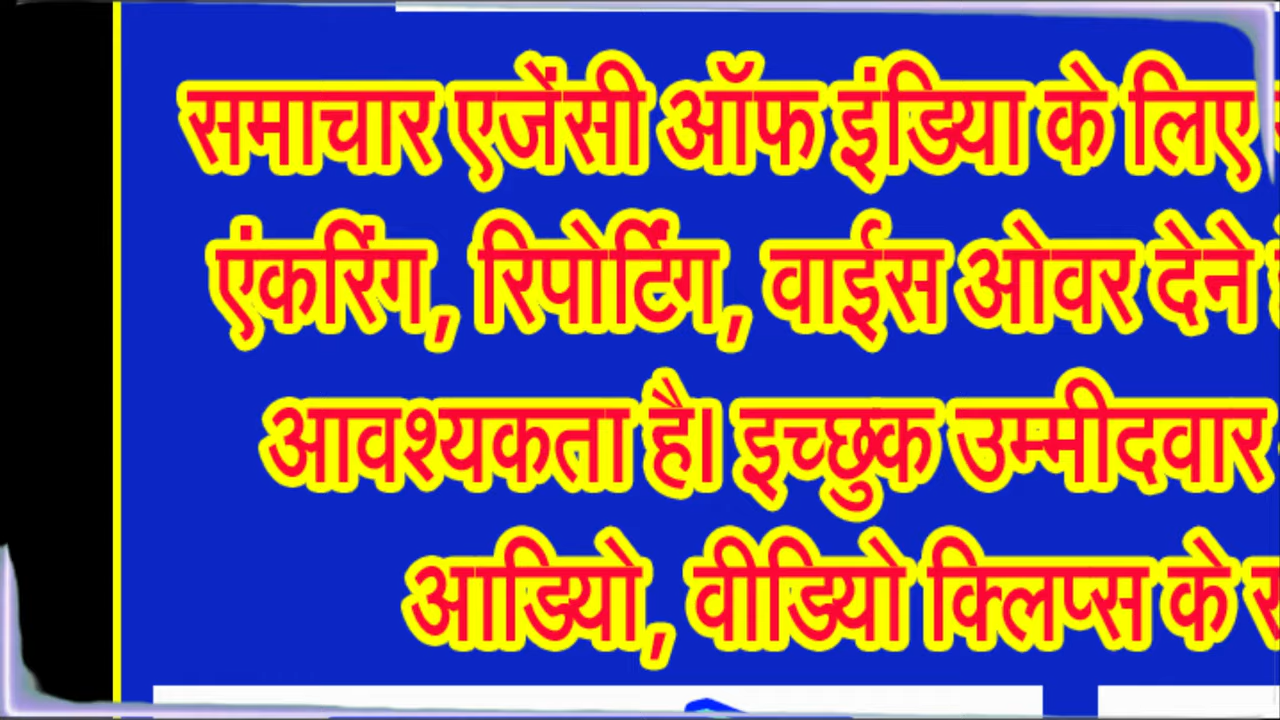 समाचार एजेंसी ऑफ इंडिया के लिए
एंकरिंग, रिपोर्टिंग, वाईस ओवर देने
आवश्यकता है। इच्छुक उम्मीदवार
आडियो, वीडियो क्लिप्स के